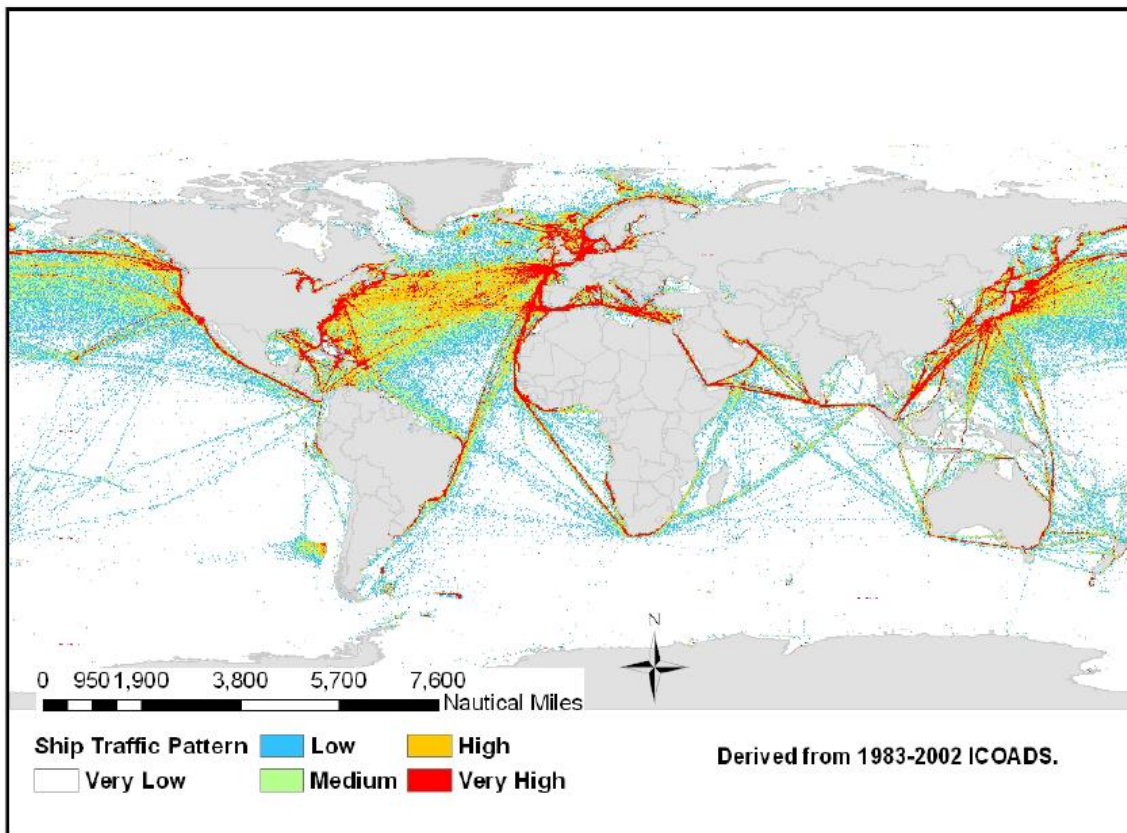 N
0 950 1,900 3,800 5,700 7,600
Nautical Miles
Ship Traffic Pattern Low High
Very Low Medium Very High
Derived from 1983-2002 ICOADS.